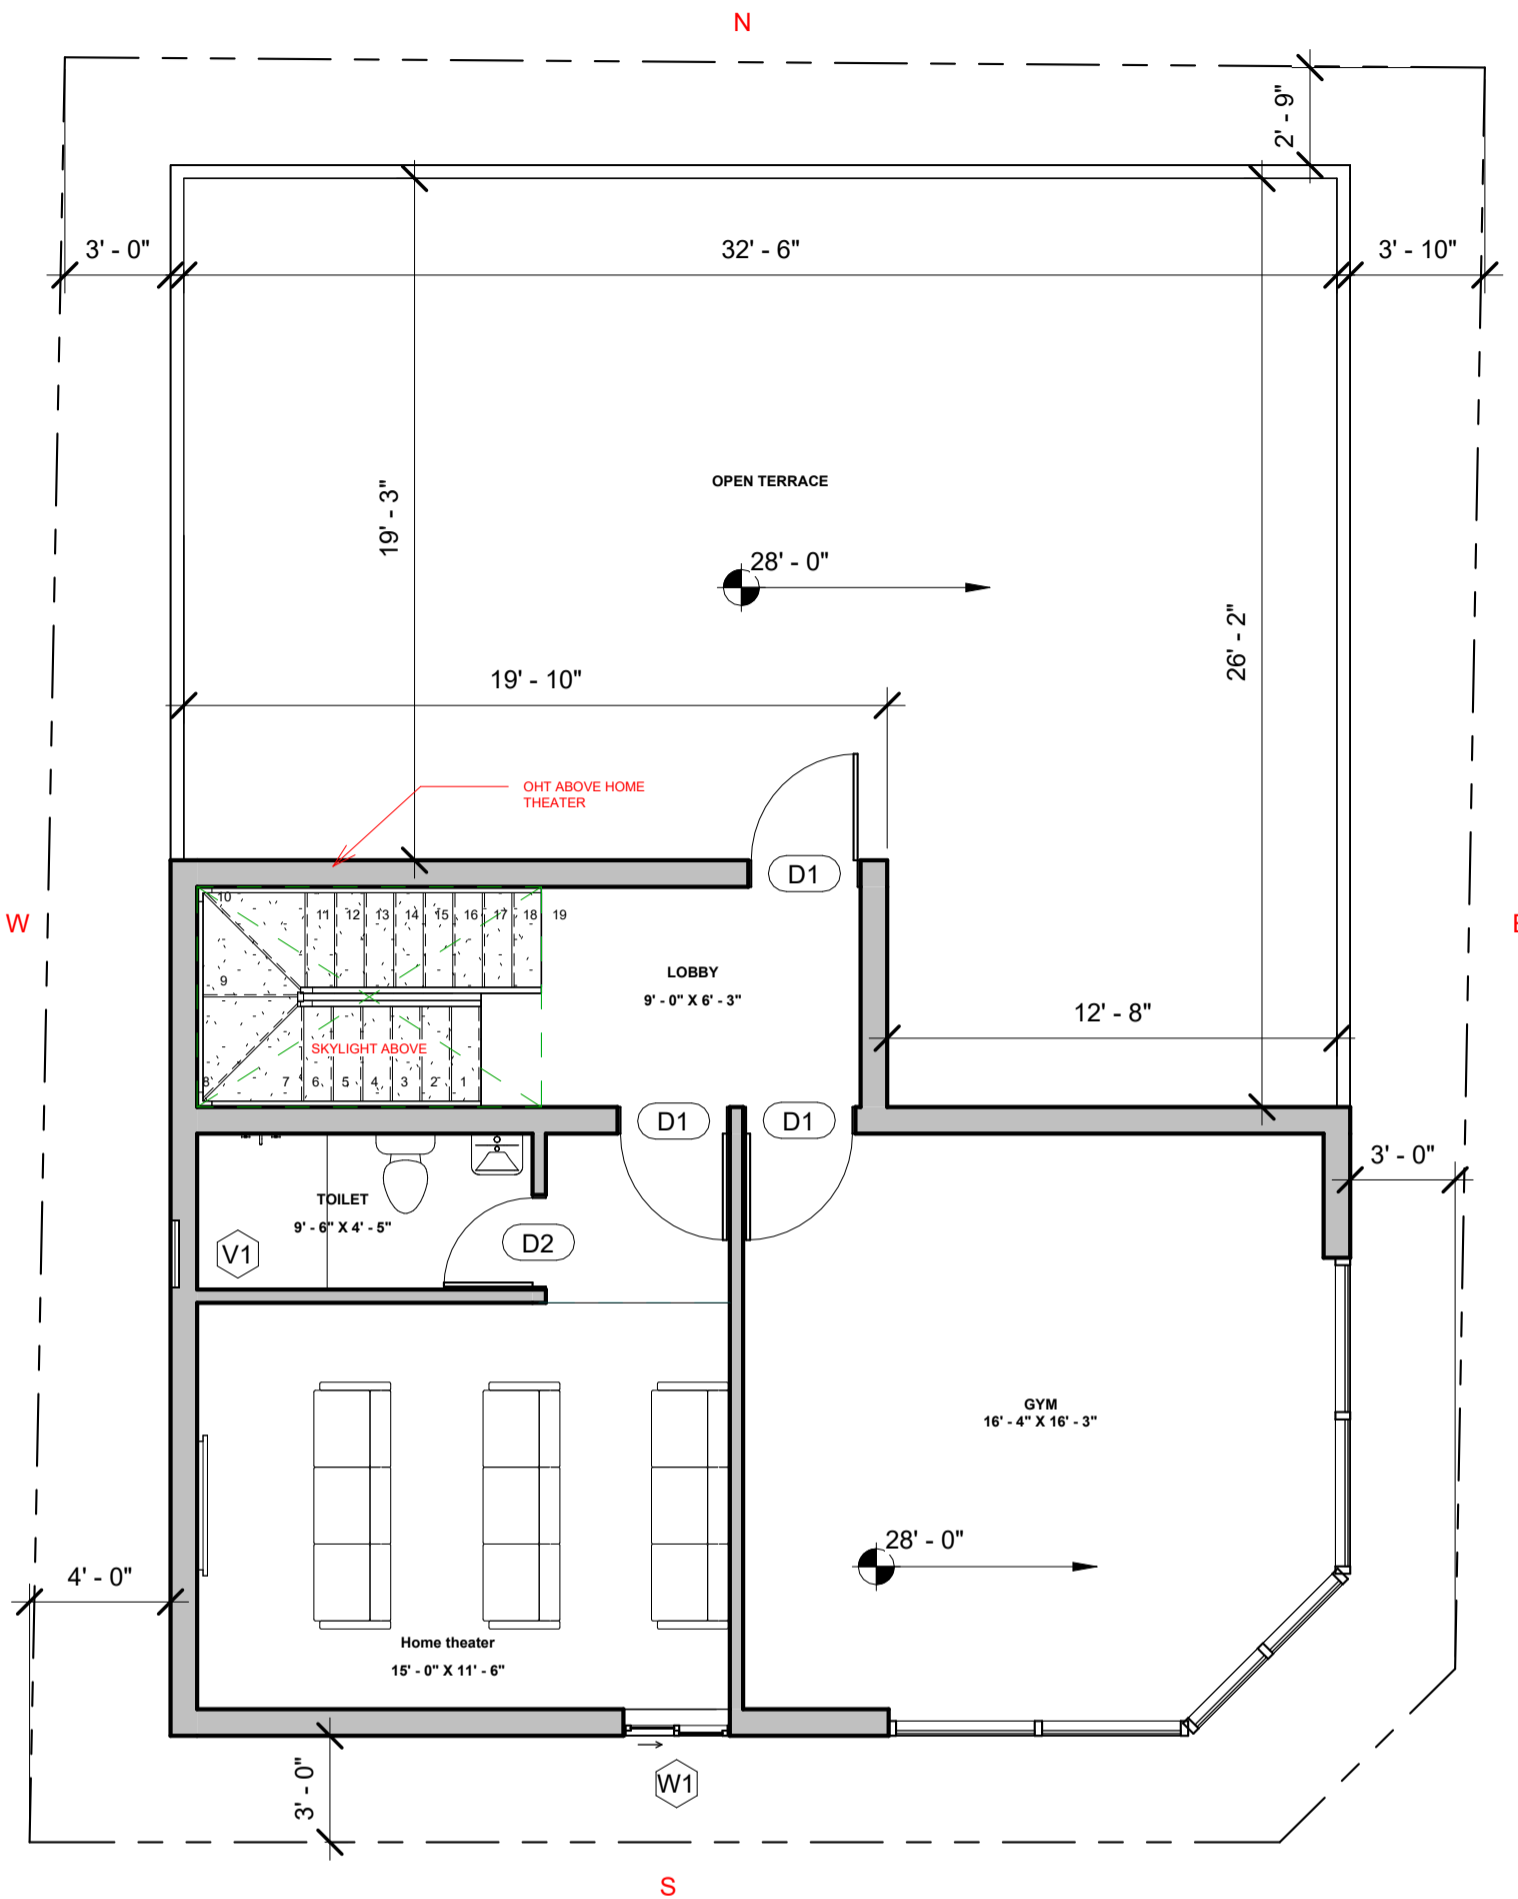 N
2' - 9"
3' - 0"
32' - 6"
3' - 10"
OPEN TERRACE
19' - 3"
28' - 0"
26' - 2"
19' - 10"
OHT ABOVE HOME
THEATER
D1
10
11 12 13 14 15 16 17 18 19
W
E
LOBBY
9' - 0" X 6' - 3"
9
12' - 8"
SKYLIGHT ABOVE
8 7 6 5 4 3 2 1
D1
D1
3' - 0"
TOILET
9' - 6" X 4' - 5"
V1
D2
GYM
16' - 4" X 16' - 3"
28' - 0"
4' - 0"
Home theater
15' - 0" X 11' - 6"
3' - 0"
W1
S